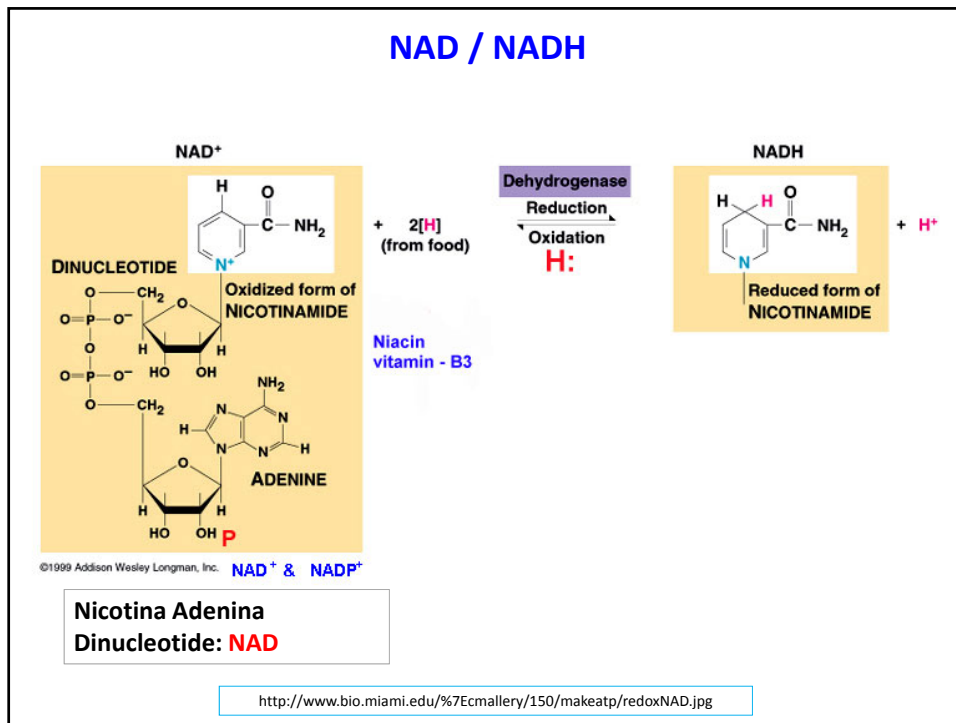 NAD / NADH
NAD⁺
H
O
C
NH₂
N⁺
+ 2[H]
(from food)
Dehydrogenase
Reduction
Oxidation
H:
NADH
H H
O
C
NH₂
N
+ H⁺
Reduced form of
NICOTINAMIDE
DINUCLEOTIDE
Oxidized form of
NICOTINAMIDE
O
CH₂
O
O=P—O⁻
H
H
HO OH
O
O=P—O⁻
O
CH₂
Niacin
vitamin - B3
NH₂
N
N
H
N
N
H
O
ADENINE
H
H
HO OH P
©1999 Addison Wesley Longman, Inc.
NAD⁺ & NADP⁺
Nicotina Adenina
Dinucleotide: NAD
http://www.bio.miami.edu/%7Ecmallery/150/makeatp/redoxNAD.jpg